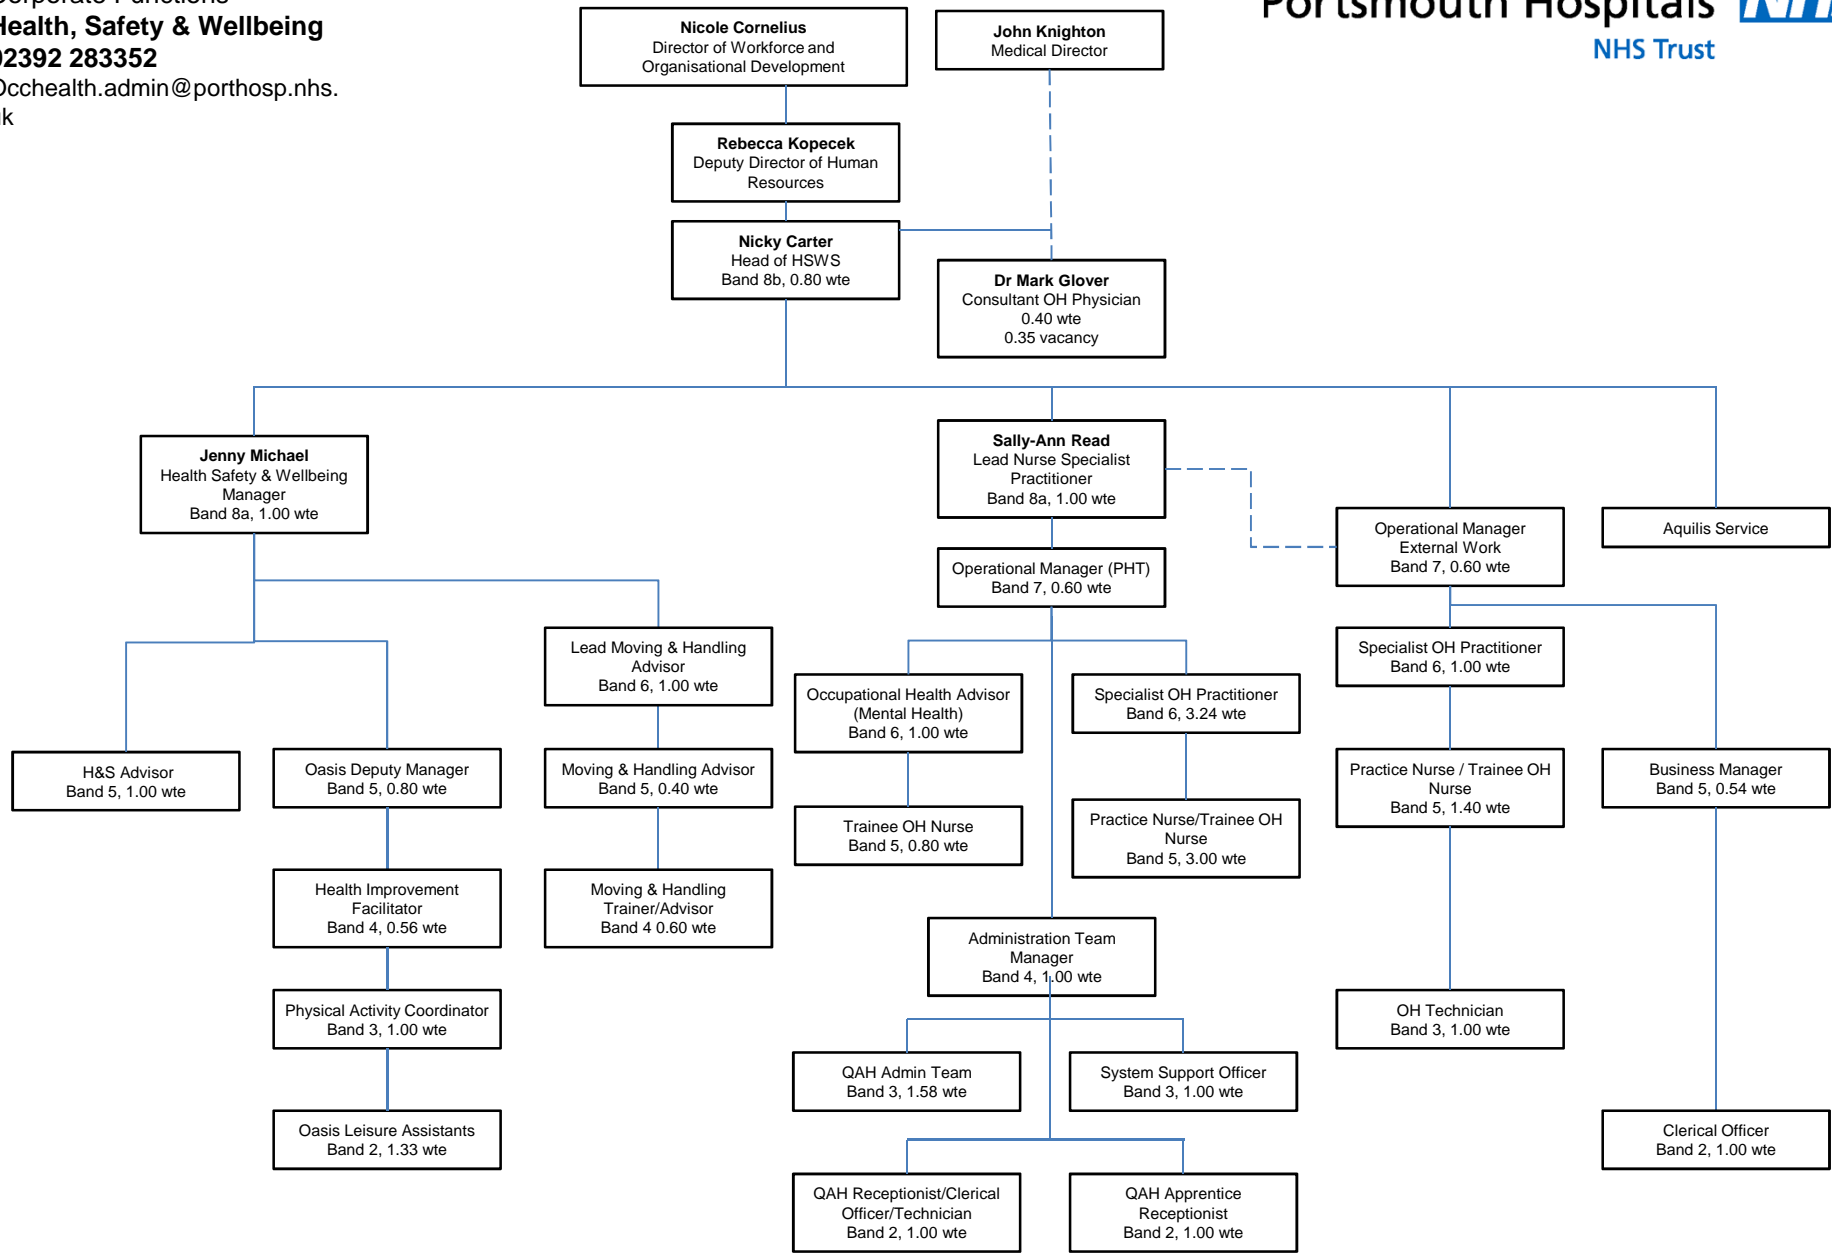 Corporate Functions
Health, Safety & Wellbeing
02392 283352
Occhealth.admin@porthosp.nhs.
uk
Portsmouth Hospitals NHS
NHS Trust
Nicole Cornelius
Director of Workforce and
Organisational Development
John Knighton
Medical Director
Rebecca Kopecek
Deputy Director of Human
Resources
Nicky Carter
Head of HSWS
Band 8b, 0.80 wte
Dr Mark Glover
Consultant OH Physician
0.40 wte
0.35 vacancy
Jenny Michael
Health Safety & Wellbeing
Manager
Band 8a, 1.00 wte
Sally-Ann Read
Lead Nurse Specialist
Practitioner
Band 8a, 1.00 wte
Operational Manager
External Work
Band 7, 0.60 wte
Aquilis Service
Operational Manager (PHT)
Band 7, 0.60 wte
Lead Moving & Handling
Advisor
Band 6, 1.00 wte
Occupational Health Advisor
(Mental Health)
Band 6, 1.00 wte
Specialist OH Practitioner
Band 6, 3.24 wte
Specialist OH Practitioner
Band 6, 1.00 wte
H&S Advisor
Band 5, 1.00 wte
Oasis Deputy Manager
Band 5, 0.80 wte
Moving & Handling Advisor
Band 5, 0.40 wte
Trainee OH Nurse
Band 5, 0.80 wte
Practice Nurse/Trainee OH
Nurse
Band 5, 3.00 wte
Practice Nurse / Trainee OH
Nurse
Band 5, 1.40 wte
Business Manager
Band 5, 0.54 wte
Health Improvement
Facilitator
Band 4, 0.56 wte
Moving & Handling
Trainer/Advisor
Band 4 0.60 wte
Administration Team
Manager
Band 4, 1.00 wte
Physical Activity Coordinator
Band 3, 1.00 wte
OH Technician
Band 3, 1.00 wte
QAH Admin Team
Band 3, 1.58 wte
System Support Officer
Band 3, 1.00 wte
Oasis Leisure Assistants
Band 2, 1.33 wte
Clerical Officer
Band 2, 1.00 wte
QAH Receptionist/Clerical
Officer/Technician
Band 2, 1.00 wte
QAH Apprentice
Receptionist
Band 2, 1.00 wte